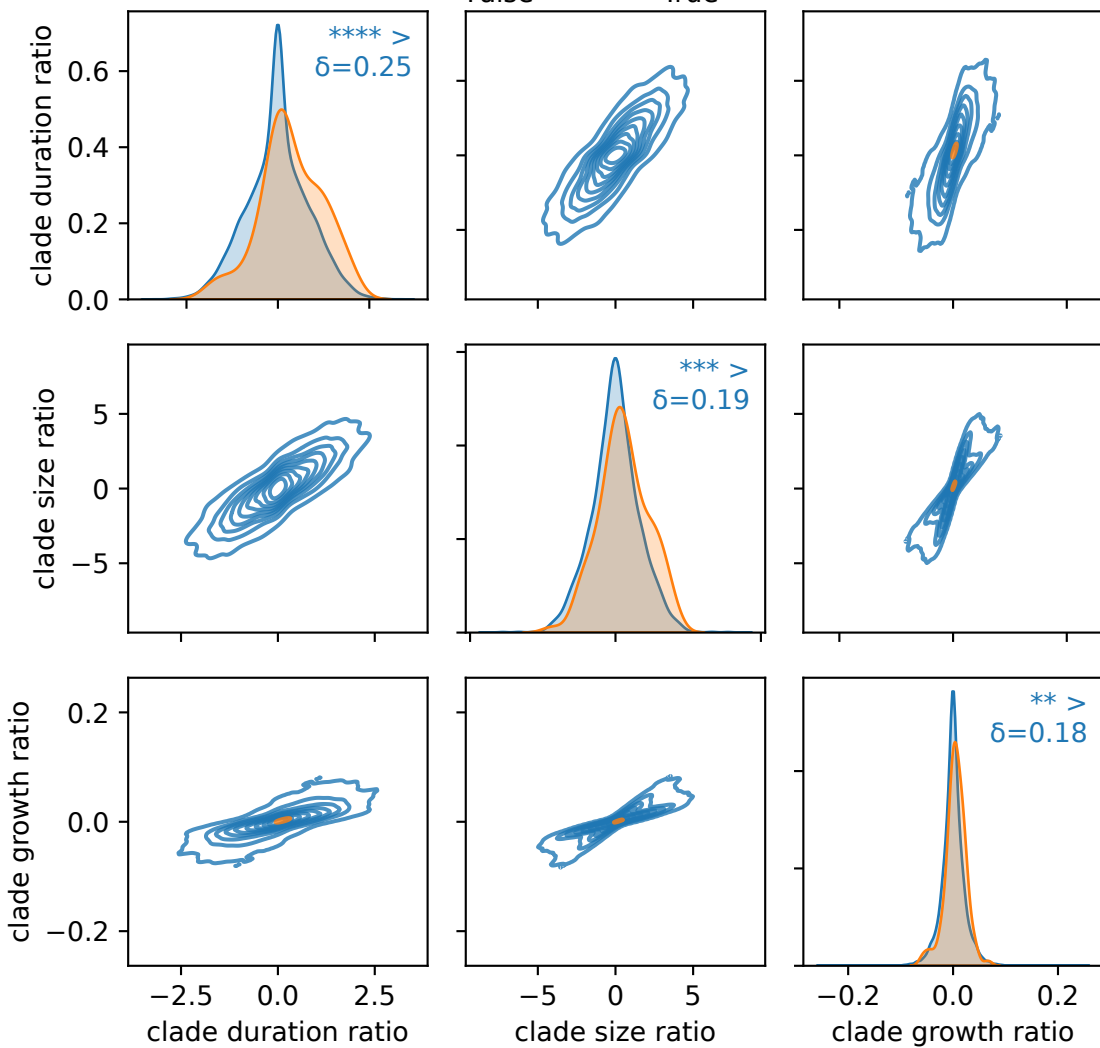 False True
clade duration ratio
0.6
0.4
0.2
0.0
**** >
δ=0.25
clade size ratio
5
0
−5
*** >
δ=0.19
clade growth ratio
0.2
0.0
−0.2
** >
δ=0.18
−2.5 0.0 2.5
−5 0 5
−0.2 0.0 0.2
clade duration ratio
clade size ratio
clade growth ratio